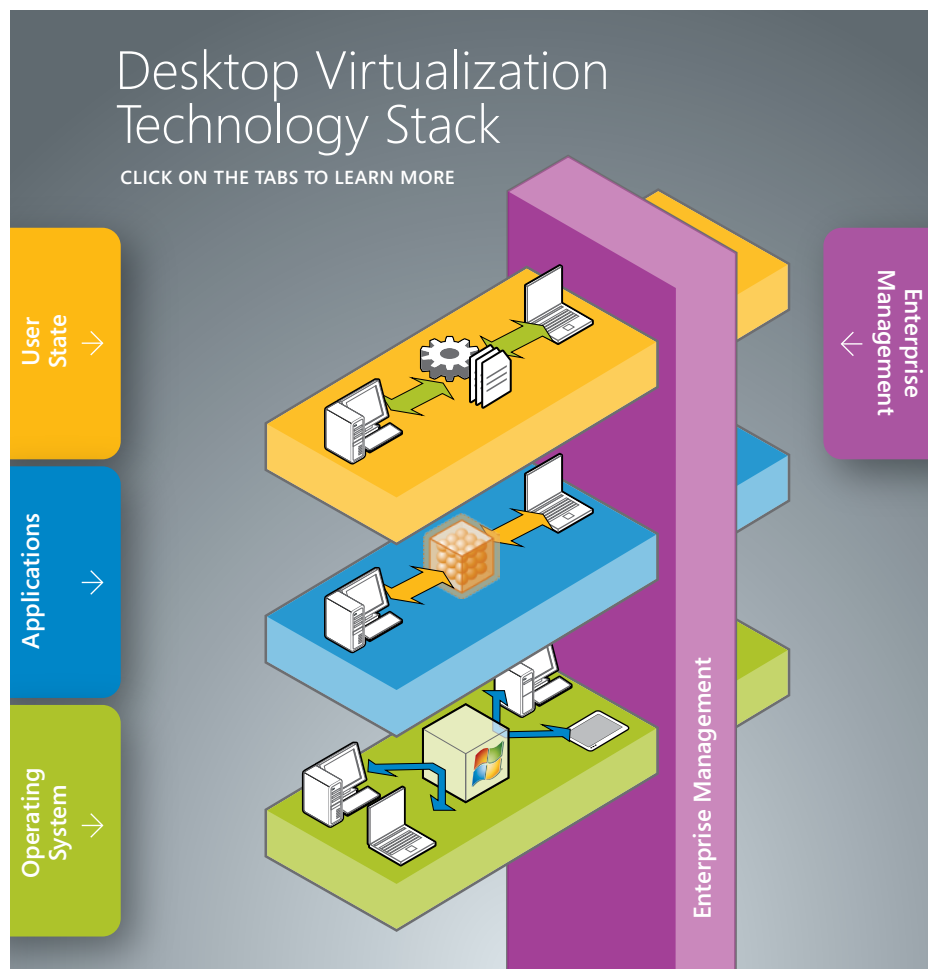 Desktop Virtualization
Technology Stack
CLICK ON THE TABS TO LEARN MORE
User
State
Applications
Operating
System
Enterprise
Management
Enterprise Management